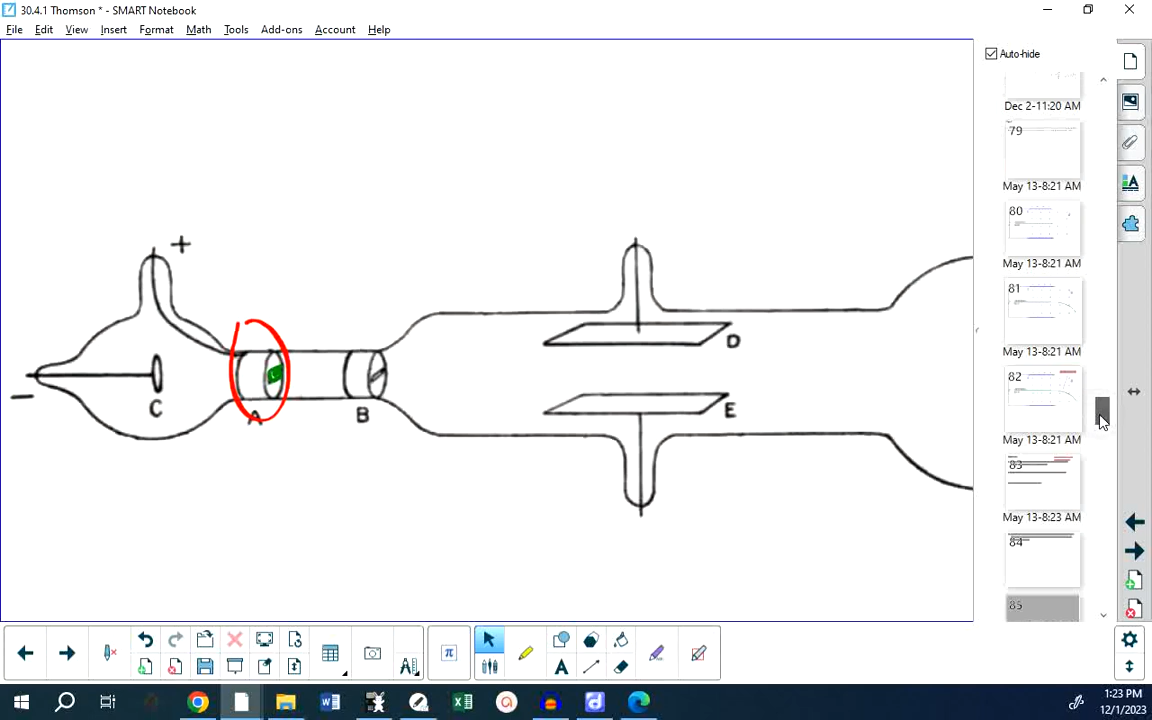 30.4.1 Thomson * - SMART Notebook
File Edit View Insert Format Math Tools Add-ons Account Help
Auto-hide
Dec 2-11:20 AM
79
May 13-8:21 AM
80
May 13-8:21 AM
81
May 13-8:21 AM
82
May 13-8:21 AM
83
May 13-8:23 AM
84
85
+
−
C
A
B
D
E
π
A
1:23 PM
12/1/2023